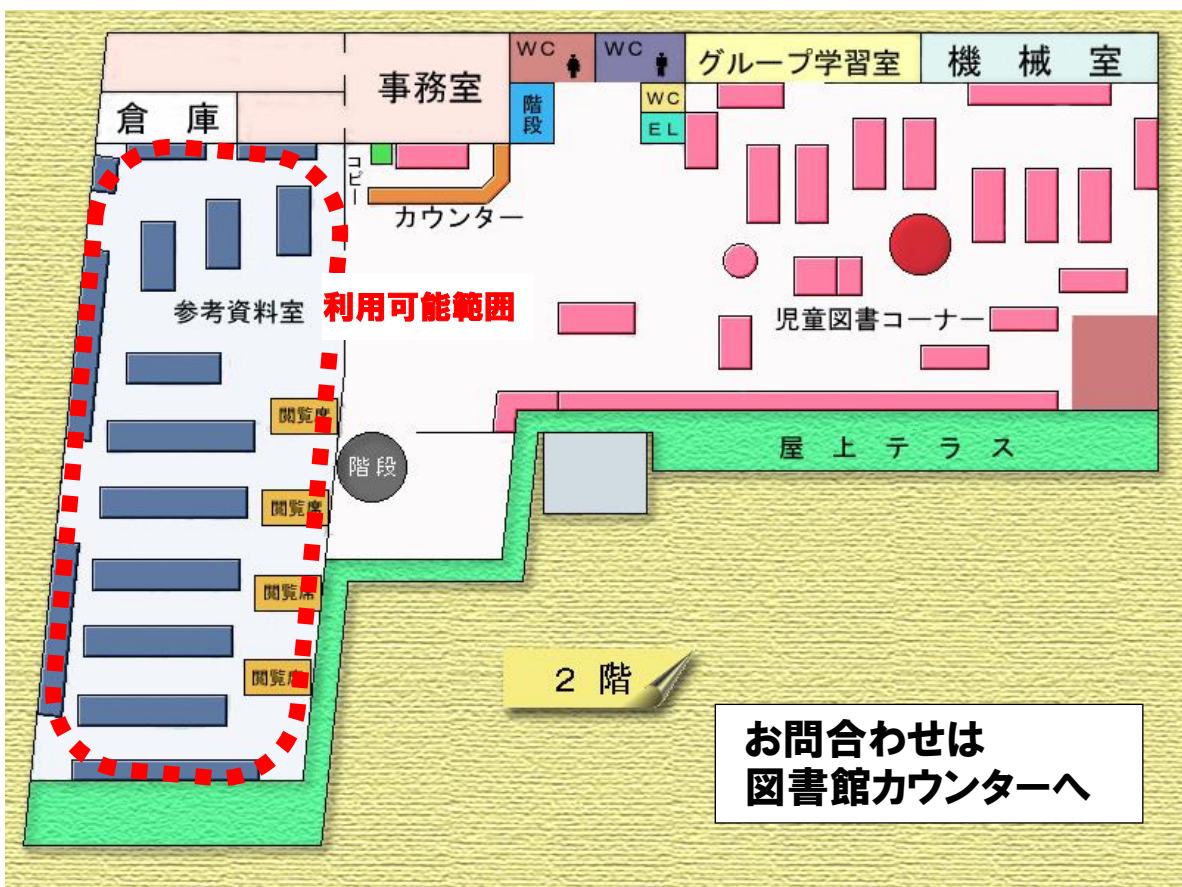 WC
WC
グループ学習室
機械室
事務室
階段
WC
EL
倉庫
コピー
カウンター
参考資料室
利用可能範囲
児童図書コーナー
閲覧席
階段
屋上テラス
閲覧席
閲覧席
閲覧席
2階
お問合わせは
図書館カウンターへ